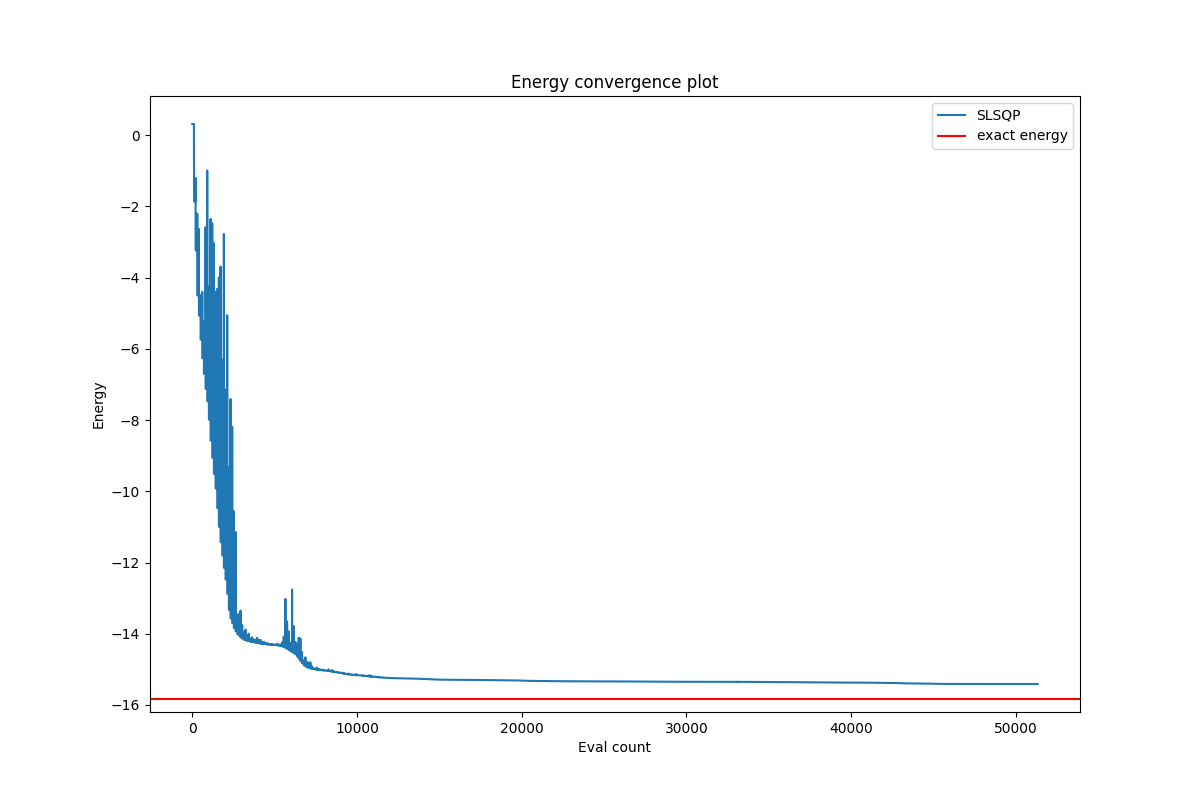 Energy convergence plot
SLSQP
exact energy
0
−2
−4
−6
−8
−10
−12
−14
−16
Energy
0 10000 20000 30000 40000 50000
Eval count